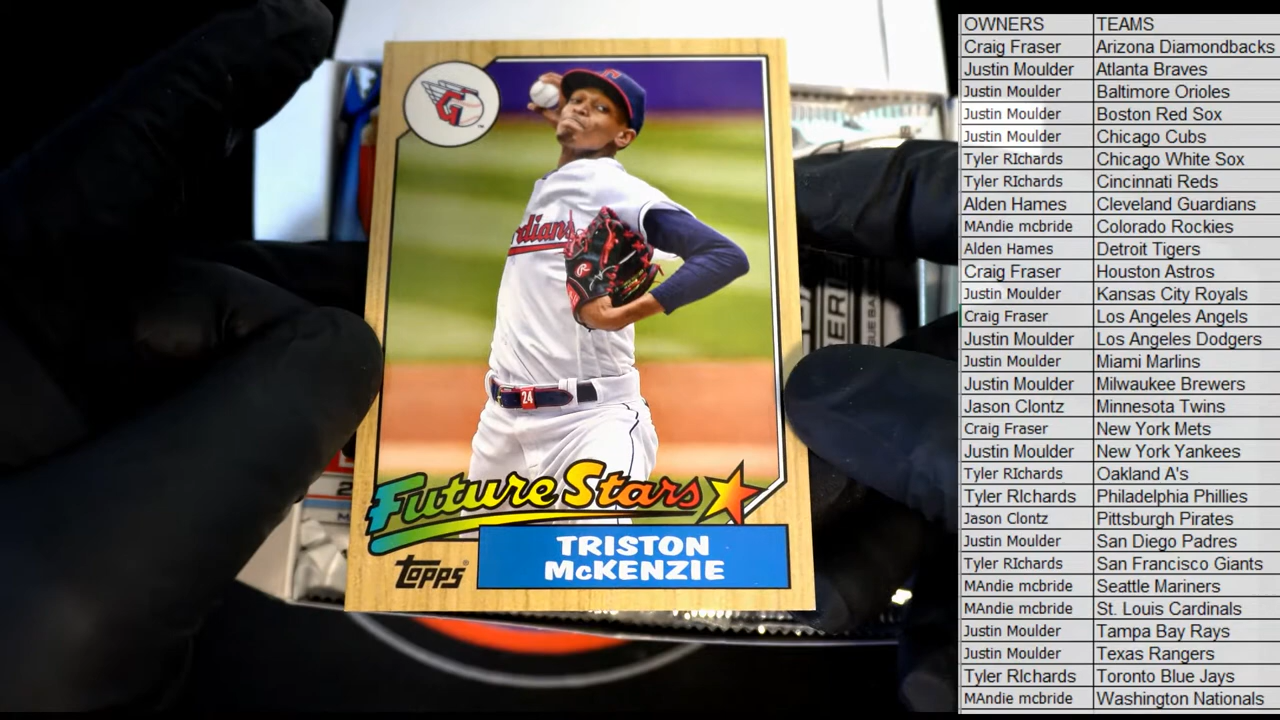 rdians
24
Future Stars
TRISTON
McKENZIE
TOPPS
OWNERS TEAMS
Craig Fraser Arizona Diamondbacks
Justin Moulder Atlanta Braves
Justin Moulder Baltimore Orioles
Justin Moulder Boston Red Sox
Justin Moulder Chicago Cubs
Tyler RIchards Chicago White Sox
Tyler RIchards Cincinnati Reds
Alden Hames Cleveland Guardians
MAndie mcbride Colorado Rockies
Alden Hames Detroit Tigers
Craig Fraser Houston Astros
Justin Moulder Kansas City Royals
Craig Fraser Los Angeles Angels
Justin Moulder Los Angeles Dodgers
Justin Moulder Miami Marlins
Justin Moulder Milwaukee Brewers
Jason Clontz Minnesota Twins
Craig Fraser New York Mets
Justin Moulder New York Yankees
Tyler RIchards Oakland A's
Tyler RIchards Philadelphia Phillies
Jason Clontz Pittsburgh Pirates
Justin Moulder San Diego Padres
Tyler RIchards San Francisco Giants
MAndie mcbride Seattle Mariners
MAndie mcbride St. Louis Cardinals
Justin Moulder Tampa Bay Rays
Justin Moulder Texas Rangers
Tyler RIchards Toronto Blue Jays
MAndie mcbride Washington Nationals